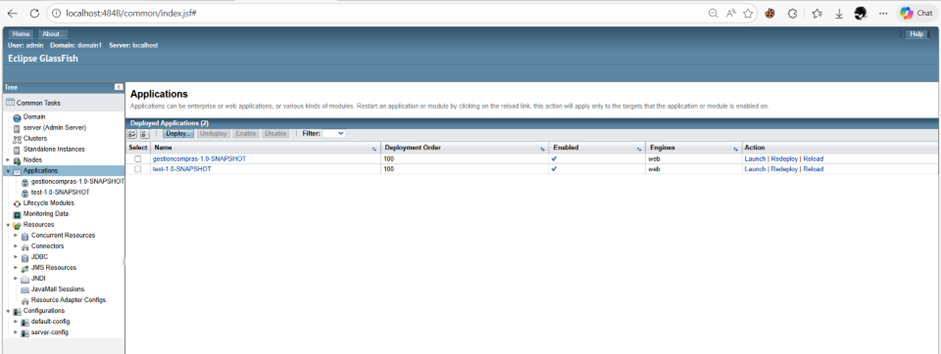 localhost:4848/common/index.jsf#
Chat
Home About... Help
User: admin Domain: domain1 Server: localhost
Eclipse GlassFish
Tree
Common Tasks
Domain
server (Admin Server)
Clusters
Standalone Instances
Nodes
Applications
gestioncompras-1.0-SNAPSHOT
test-1.0-SNAPSHOT
Lifecycle Modules
Monitoring Data
Resources
Concurrent Resources
Connectors
JDBC
JMS Resources
JNDI
JavaMail Sessions
Resource Adapter Configs
Configurations
default-config
server-config
Applications
Applications can be enterprise or web applications, or various kinds of modules. Restart an application or module by clicking on the reload link, this action will apply only to the targets that the application or module is enabled on.
Deployed Applications (2)
Deploy... Undeploy Enable Disable Filter:
Select Name Deployment Order Enabled Engines Action
gestioncompras-1.0-SNAPSHOT 100 web Launch | Redeploy | Reload
test-1.0-SNAPSHOT 100 web Launch | Redeploy | Reload